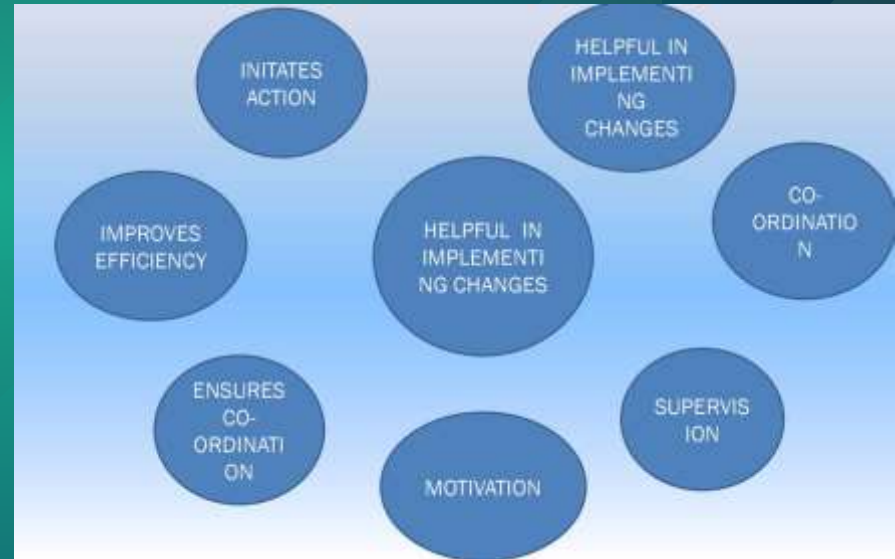 INITATES
ACTION
HELPFUL IN
IMPLEMENTI
NG
CHANGES
IMPROVES
EFFICIENCY
HELPFUL IN
IMPLEMENTI
NG CHANGES
CO-
ORDINATIO
N
ENSURES
CO-
ORDINATI
ON
MOTIVATION
SUPERVIS
ION